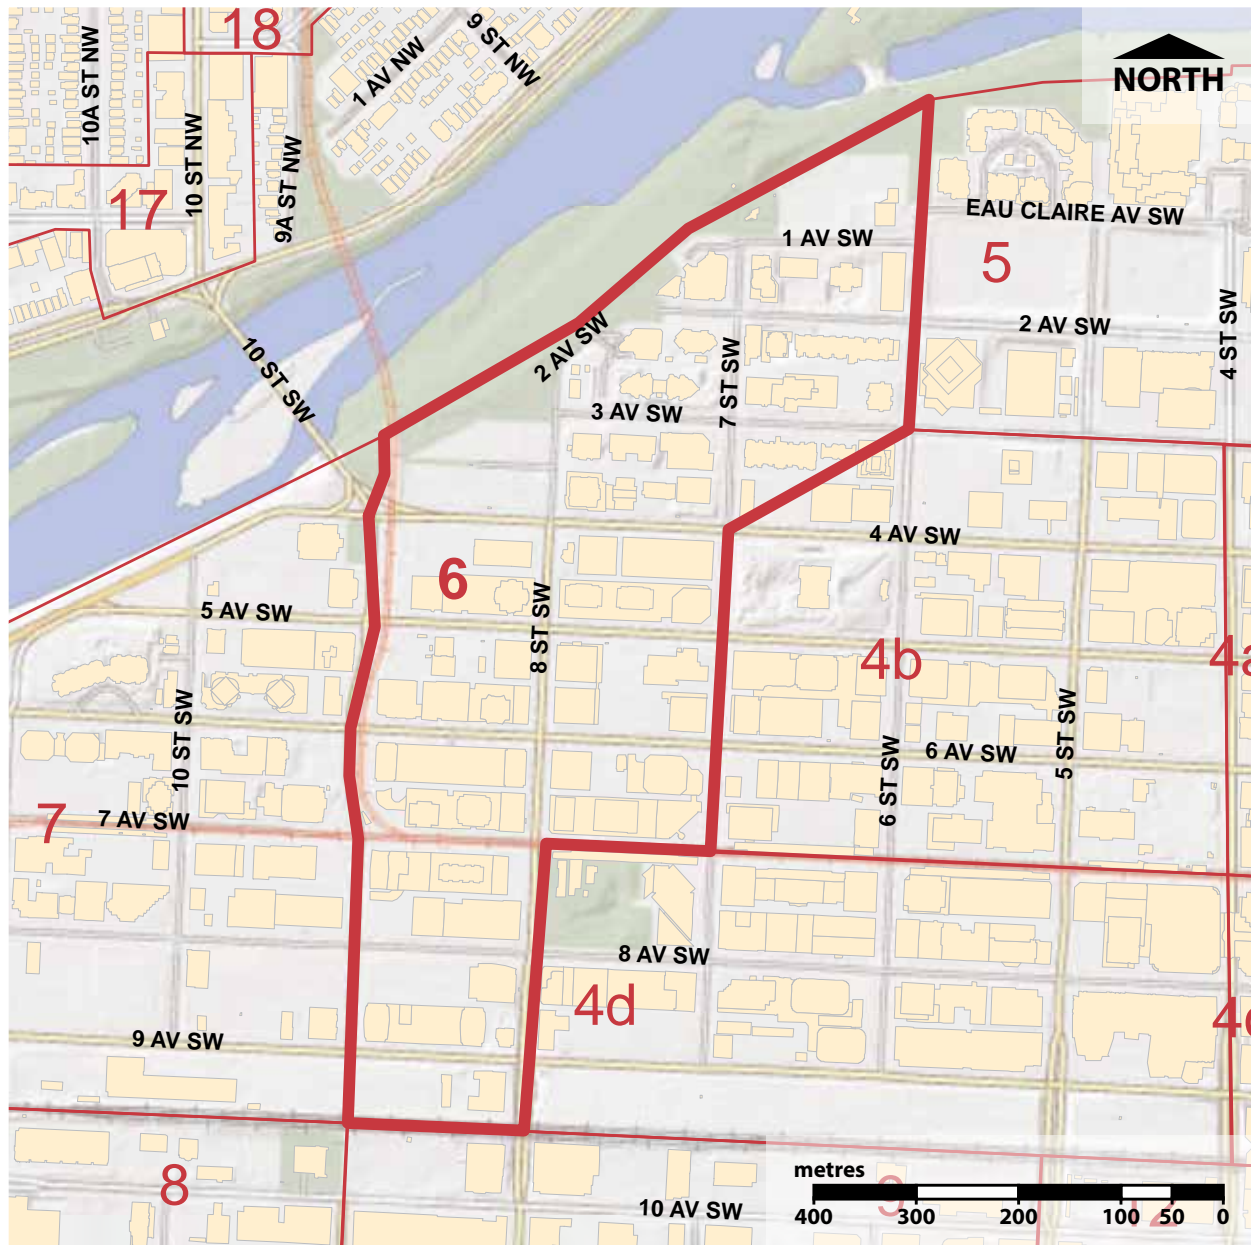 18
9 ST NW
10A ST NW
1 AV NW
NORTH
10 ST NW
9A ST NW
17
EAU CLAIRE AV SW
1 AV SW
5
2 AV SW
2 AV SW
4 ST SW
10 ST SW
7 ST SW
3 AV SW
4 AV SW
6
5 AV SW
8 ST SW
4b
4a
10 ST SW
5 ST SW
6 AV SW
6 ST SW
7
7 AV SW
8 AV SW
4d
9 AV SW
8
metres
9
12
10 AV SW
400 300 200 100 50 0